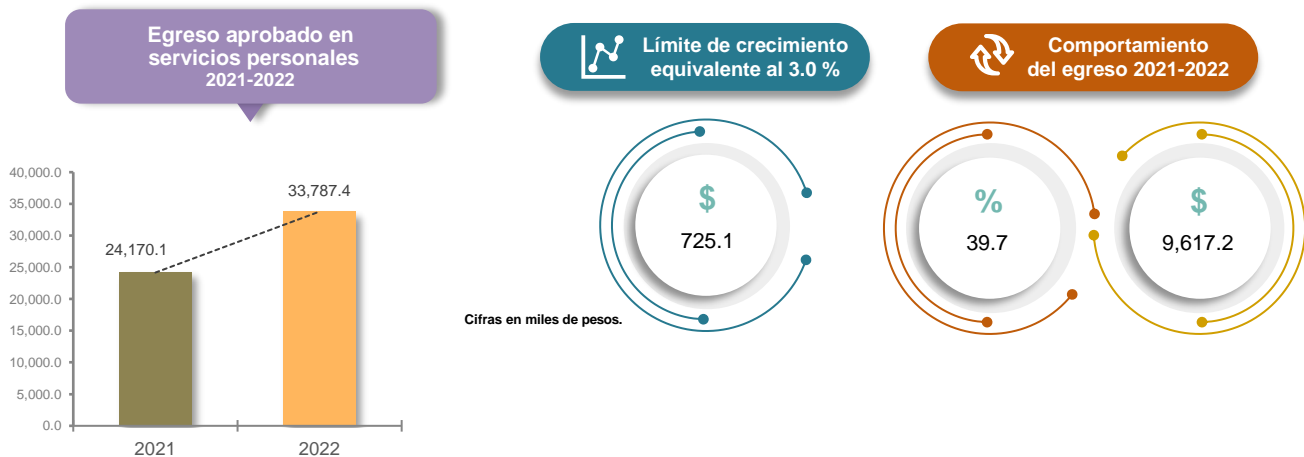 Egreso aprobado en
servicios personales
2021-2022
40,000.0
35,000.0
30,000.0
25,000.0
20,000.0
15,000.0
10,000.0
5,000.0
0.0
24,170.1
33,787.4
2021
2022
Límite de crecimiento
equivalente al 3.0 %
$
725.1
Cifras en miles de pesos.
Comportamiento
del egreso 2021-2022
%
39.7
$
9,617.2